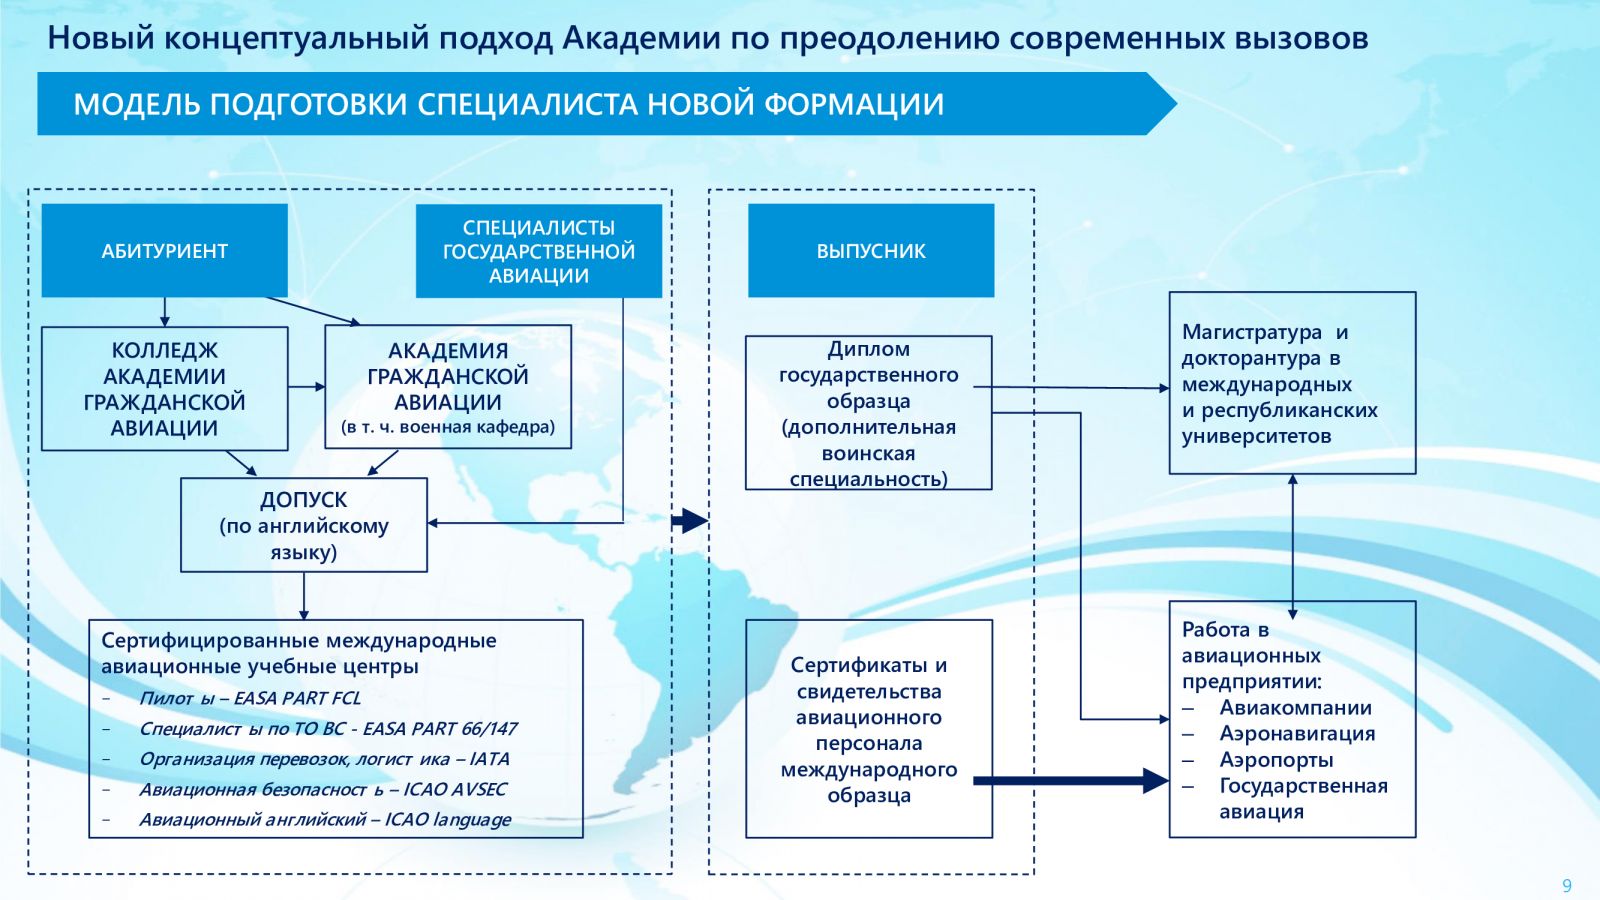 Новый концептуальный подход Академии по преодолению современных вызовов
МОДЕЛЬ ПОДГОТОВКИ СПЕЦИАЛИСТА НОВОЙ ФОРМАЦИИ
АБИТУРИЕНТ
СПЕЦИАЛИСТЫ
ГОСУДАРСТВЕННОЙ
АВИАЦИИ
КОЛЛЕДЖ
АКАДЕМИИ
ГРАЖДАНСКОЙ
АВИАЦИИ
АКАДЕМИЯ
ГРАЖДАНСКОЙ
АВИАЦИИ
(в т. ч. военная кафедра)
ДОПУСК
(по английскому
языку)
Сертифицированные международные
авиационные учебные центры
– Пилот ы – EASA PART FCL
– Специалист ы по ТО ВС - EASA PART 66/147
– Организация перевозок, логист ика – IATA
– Авиационная безопасност ь – ICAO AVSEC
– Авиационный английский – ICAO language
ВЫПУСНИК
Диплом
государственного
образца
(дополнительная
воинская
специальность)
Сертификаты и
свидетельства
авиационного
персонала
международного
образца
Магистратура и
докторантура в
международных
и республиканских
университетов
Работа в
авиационных
предприятии:
– Авиакомпании
– Аэронавигация
– Аэропорты
– Государственная
авиация
9